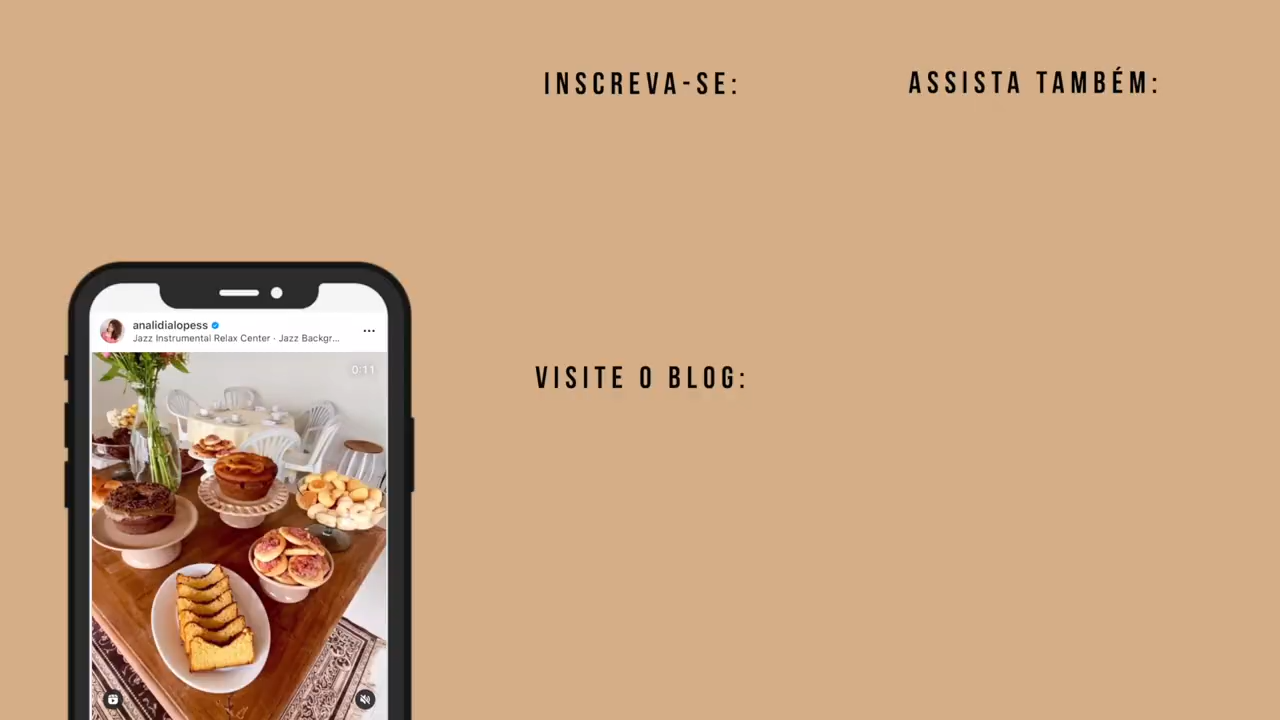 INSCREVA-SE:
ASSISTA TAMBÉM:
analidialopess
Jazz Instrumental Relax Center · Jazz Backgr...
0:11
VISITE O BLOG: